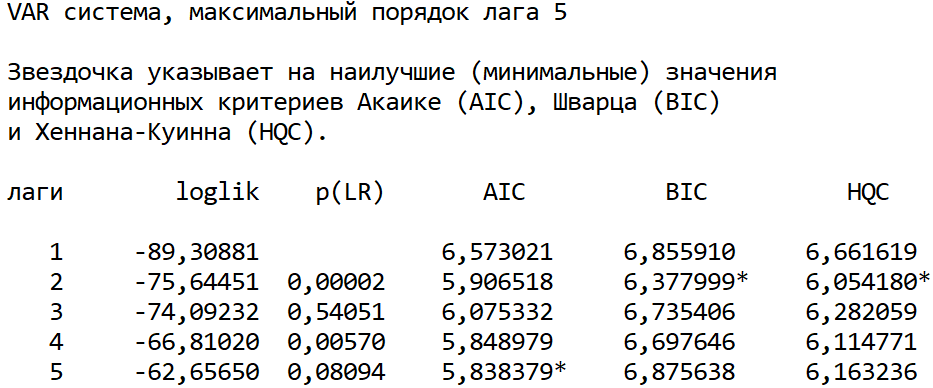 VAR система, максимальный порядок лага 5
Звездочка указывает на наилучшие (минимальные) значения
информационных критериев Акаике (AIC), Шварца (BIC)
и Хеннана-Куинна (HQC).
лаги loglik p(LR) AIC BIC HQC
1 -89,30881 6,573021 6,855910 6,661619
2 -75,64451 0,00002 5,906518 6,377999* 6,054180*
3 -74,09232 0,54051 6,075332 6,735406 6,282059
4 -66,81020 0,00570 5,848979 6,697646 6,114771
5 -62,65650 0,08094 5,838379* 6,875638 6,163236